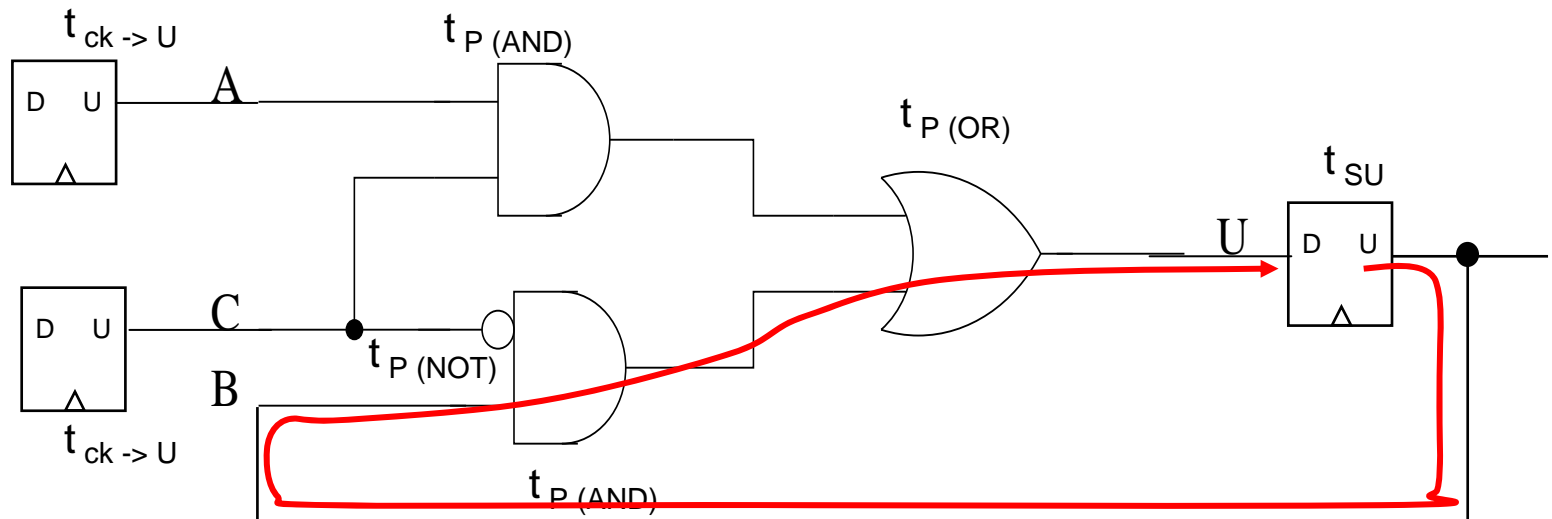 t ck -> U
t P (AND)
D U
A
t P (OR)
t SU
U
D U
D U
C
t P (NOT)
B
t ck -> U
t P (AND)